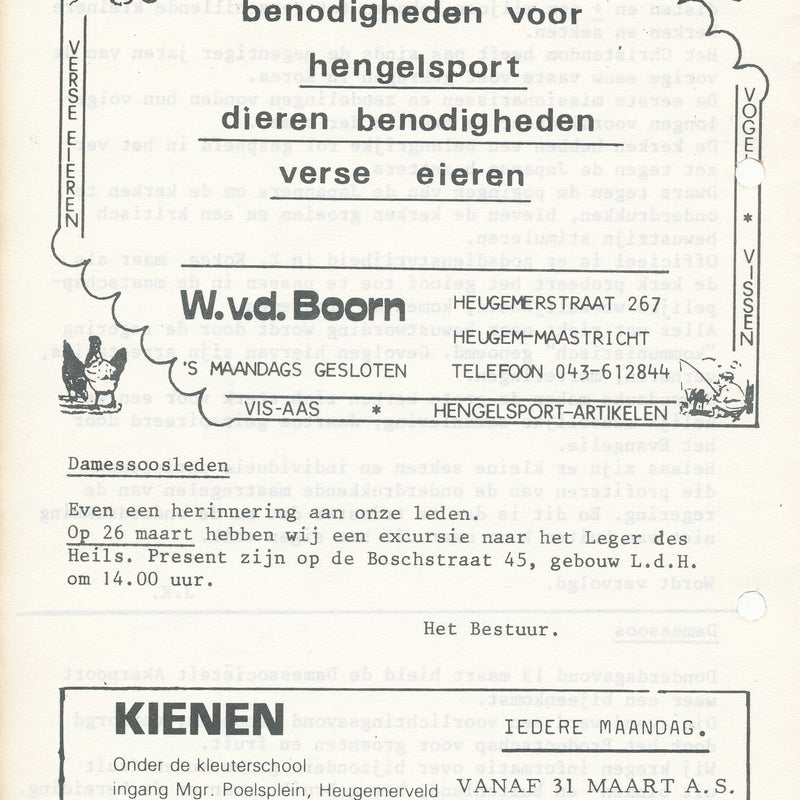 benodigheden voor
hengelsport
dieren benodigheden
verse eieren
VERSE EIEREN
VOGEL
* VISSEN
W.v.d. Boorn
HEUGEMERSTRAAT 267
HEUGEM-MAASTRICHT
'S MAANDAGS GESLOTEN
TELEFOON 043-612844
VIS-AAS * HENGELSPORT-ARTIKELEN
Damessoosleden
Even een herinnering aan onze leden.
Op 26 maart hebben wij een excursie naar het Leger des
Heils. Present zijn op de Boschstraat 45, gebouw L.d.H.
om 14.00 uur.
Het Bestuur.
KIENEN
IEDERE MAANDAG.
Onder de kleuterschool
ingang Mgr. Poelsplein, Heugemerveld
VANAF 31 MAART A.S.